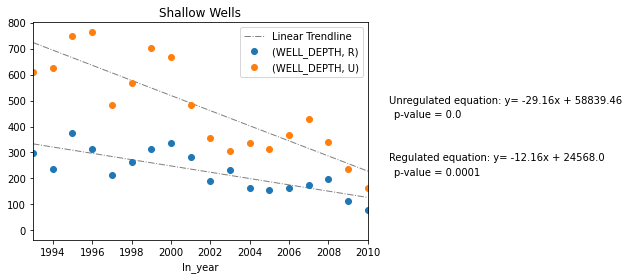 Shallow Wells
800
700
600
500
400
300
200
100
0
Linear Trendline
(WELL_DEPTH, R)
(WELL_DEPTH, U)
1994 1996 1998 2000 2002 2004 2006 2008 2010
In_year
Unregulated equation: y= -29.16x + 58839.46
p-value = 0.0
Regulated equation: y= -12.16x + 24568.0
p-value = 0.0001